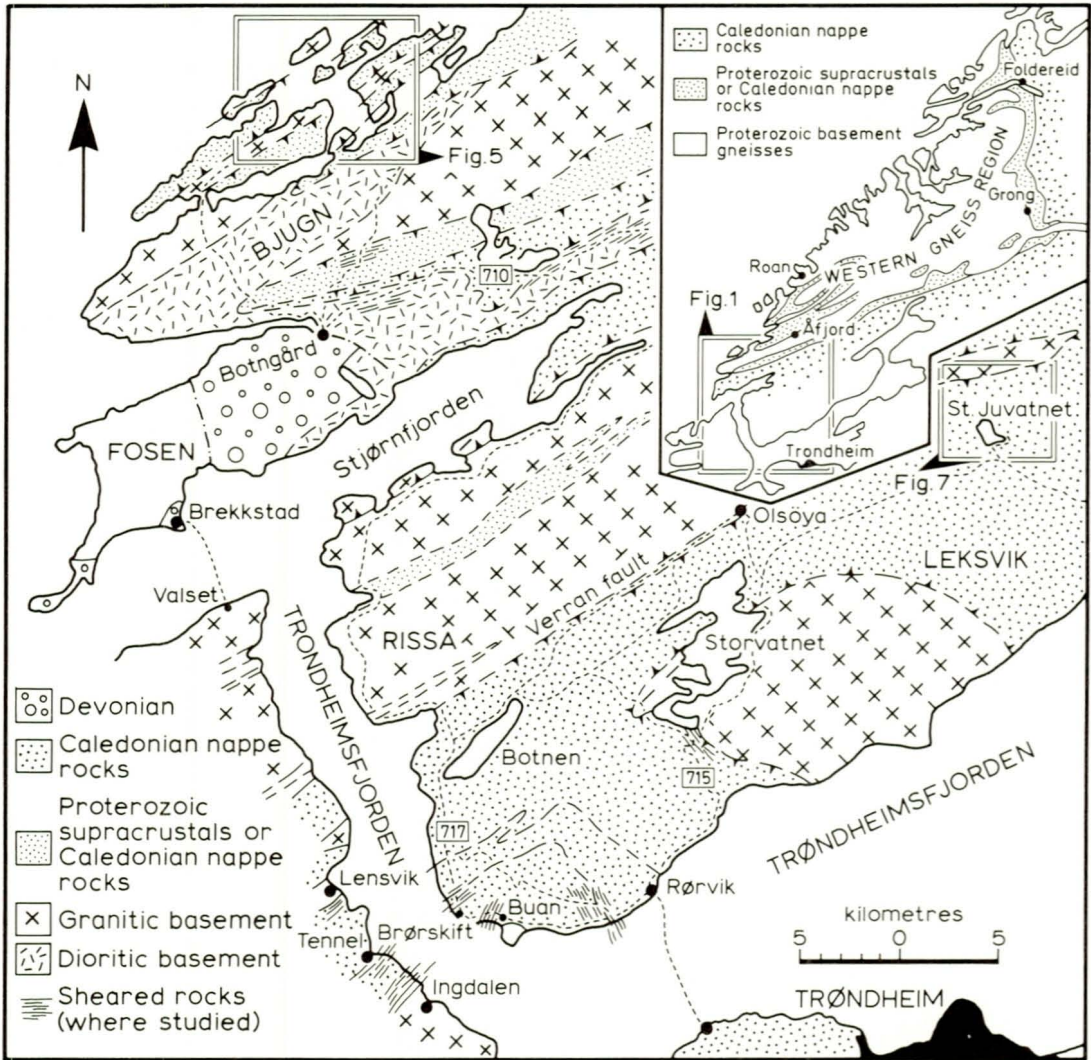 N
Fig.5
BJUGN
710
Botngård
FOSEN
Stjørnfjorden
Brekkstad
Valset
TRONDHEIMSFJORDEN
RISSA
Verran fault
Olsöya
LEKSVIK
Storvatnet
Botnen
715
717
Lensvik
Tennel
Brørskift
Buan
Rørvik
Ingdalen
TRØNDHEIMSFJORDEN
kilometres
5 0 5
TRØNDHEIM
Devonian
Caledonian nappe
rocks
Proterozoic
supracrustals or
Caledonian nappe
rocks
Granitic basement
Dioritic basement
Sheared rocks
(where studied)
Caledonian nappe
rocks
Proterozoic supracrustals
or Caledonian nappe
rocks
Proterozoic basement
gneisses
Foldereid
Grong
WESTERN GNEISS REGION
Roan
Fig.1
Åfjord
Trondheim
St. Juvatnet
Fig.7